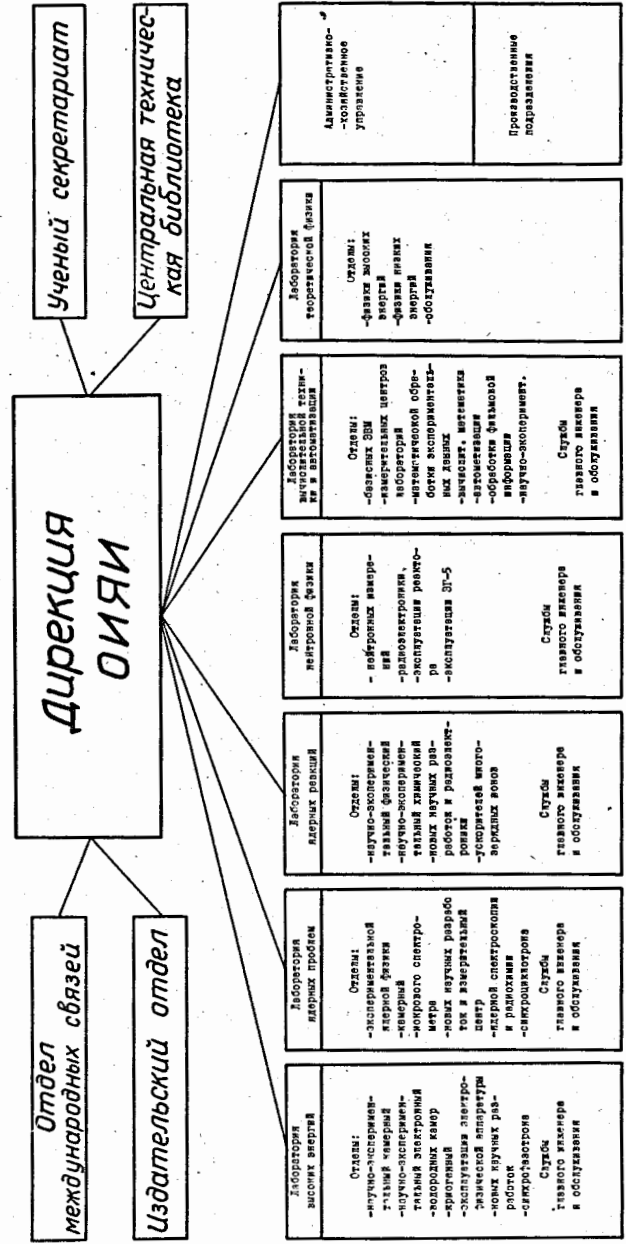 Отдел
международных связей
Издательский отдел
Дирекция
ОИЯИ
Ученый секретариат
Центральная техничес-
кая библиотека
Лаборатория
высоких энергий
Отделы:
-научно-эксперимен-
тальный камерный
-научно-эксперимен-
тальный электронный
-водородных камер
-криогенный
-эксплуатации электро-
физической аппаратуры
-новых научных раз-
работок
-синхрофазотрона
Службы
главного инженера
и обслуживания
Лаборатория
ядерных проблем
Отделы:
-экспериментальной
ядерной физики
-камерный
-искрового спектро-
метра
-новых научных разрабо
ток и измерательный
центр
-ядерной спектроскопии
и радиохимии
-синхроциклотрона
Службы
главного инженера
и обслуживания
Лаборатория
ядерных реакций
Отделы:
-научно-эксперимен-
тальный физический
-научно-эксперимен-
тальный химический
-новых научных раз-
работок и радиоэлект-
роники
-ускорителей много-
зарядных ионов
Службы
главного инженера
и обслуживания
Лаборатория
нейтронной физики
Отделы:
- нейтронных измере-
ний
-радиоэлектроники,
-эксплуатации реакто-
ра
-эксплуатации ЭГ-5
Службы
главного инженера
и обслуживания
Лаборатория
вычислительной техни-
ки и автоматизации
Отделы:
-базисных ЭВМ
-измерительных центров
лабораторий
-математической обра-
ботки эксперименталь-
ных данных
-вычислит. математики
-автоматизации
-обработки фильмовой
информации
-научно-эксперимент.
Службы
главного инженера
и обслуживания
Лаборатория
теоретической физики
Отделы:
-физики высоких
энергий
-физики низких
энергий
-обслуживания
Административно-
-хозяйственное
управление
Производственные
подразделения